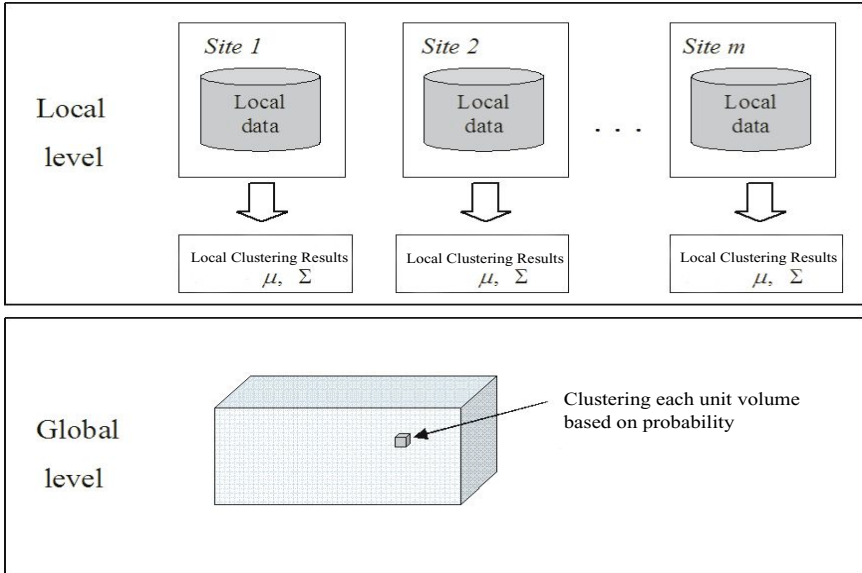 Site 1
Site 2
Site m
Local data
Local data
Local data
. . .
Local level
Local Clustering Results
μ, Σ
Local Clustering Results
μ, Σ
Local Clustering Results
μ, Σ
Global level
Clustering each unit volume
based on probability